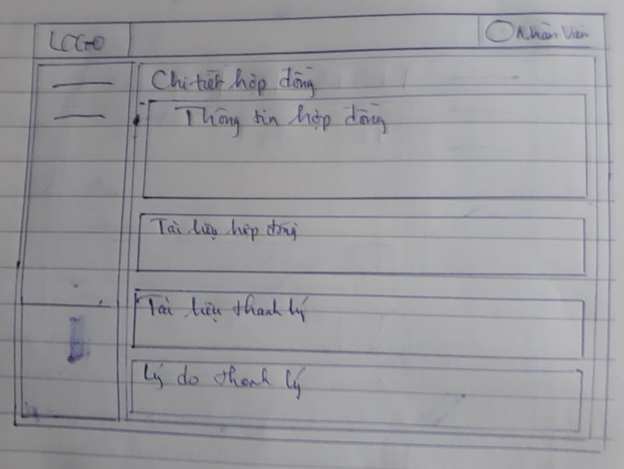 LOGO
Nhân Viên
Chi tiết hợp đồng
Thông tin hợp đồng
Tài liệu hợp đồng
Tài liệu thanh lý
Lý do thanh lý